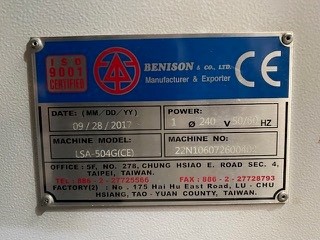 ISO
9001
CERTIFIED
BENISON & CO., LTD.
Manufacturer & Exporter
CE
DATE: (MM/DD/YY)
09/28/2017
POWER:
1 Ø 240 V 50/60 HZ
MACHINE MODEL:
LSA-504G(CE)
MACHINE NO.:
OFFICE: 5F, NO. 278, CHUNG HSIAO E. ROAD SEC. 4,
TAIPEI, TAIWAN.
TEL: 886-2-27725566 FAX: 886-2-27728793
FACTORY(2): No. 175 Hai Hu East Road, LU-CHU
HSIANG, TAO-YUAN COUNTY, TAIWAN